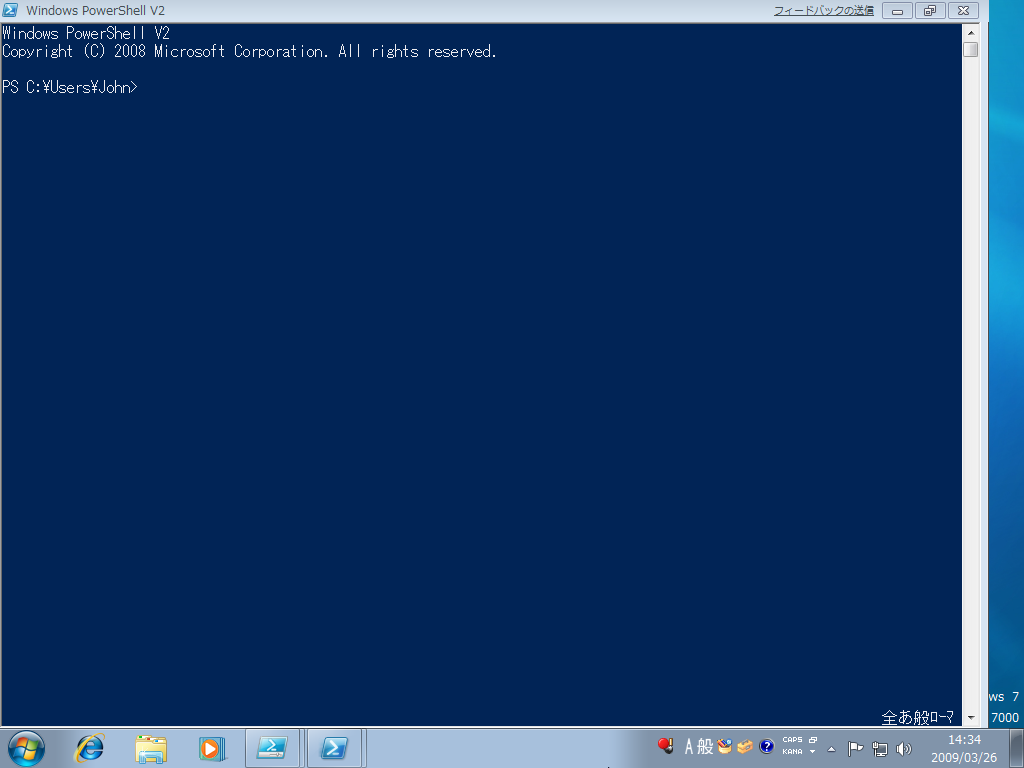 Windows PowerShell V2
フィードバックの送信
Windows PowerShell V2
Copyright (C) 2008 Microsoft Corporation. All rights reserved.
PS C:¥Users¥John>
全あ般ﾛｰﾏ
ws 7
7000
A 般
CAPS
KANA
14:34
2009/03/26